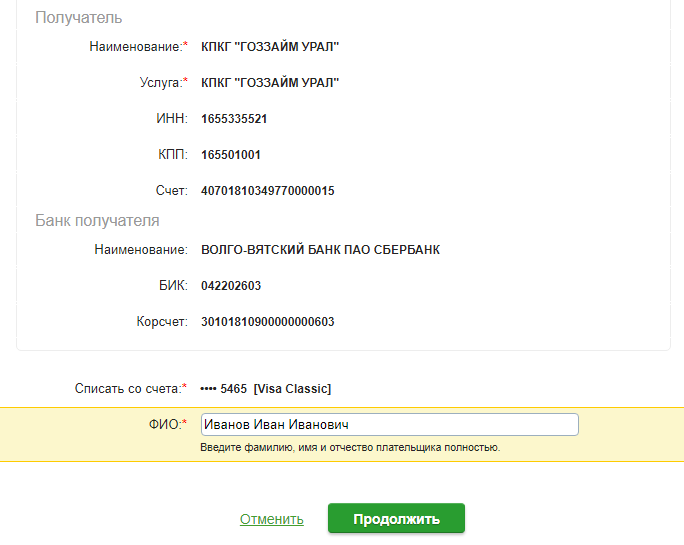 Получатель
Наименование:* КПКГ "ГОЗЗАЙМ УРАЛ"
Услуга:* КПКГ "ГОЗЗАЙМ УРАЛ"
ИНН: 1655335521
КПП: 165501001
Счет: 40701810349770000015
Банк получателя
Наименование: ВОЛГО-ВЯТСКИЙ БАНК ПАО СБЕРБАНК
БИК: 042202603
Корсчет: 30101810900000000603
Списать со счета:* •••• 5465 [Visa Classic]
ФИО:* Иванов Иван Иванович
Введите фамилию, имя и отчество плательщика полностью.
Отменить Продолжить